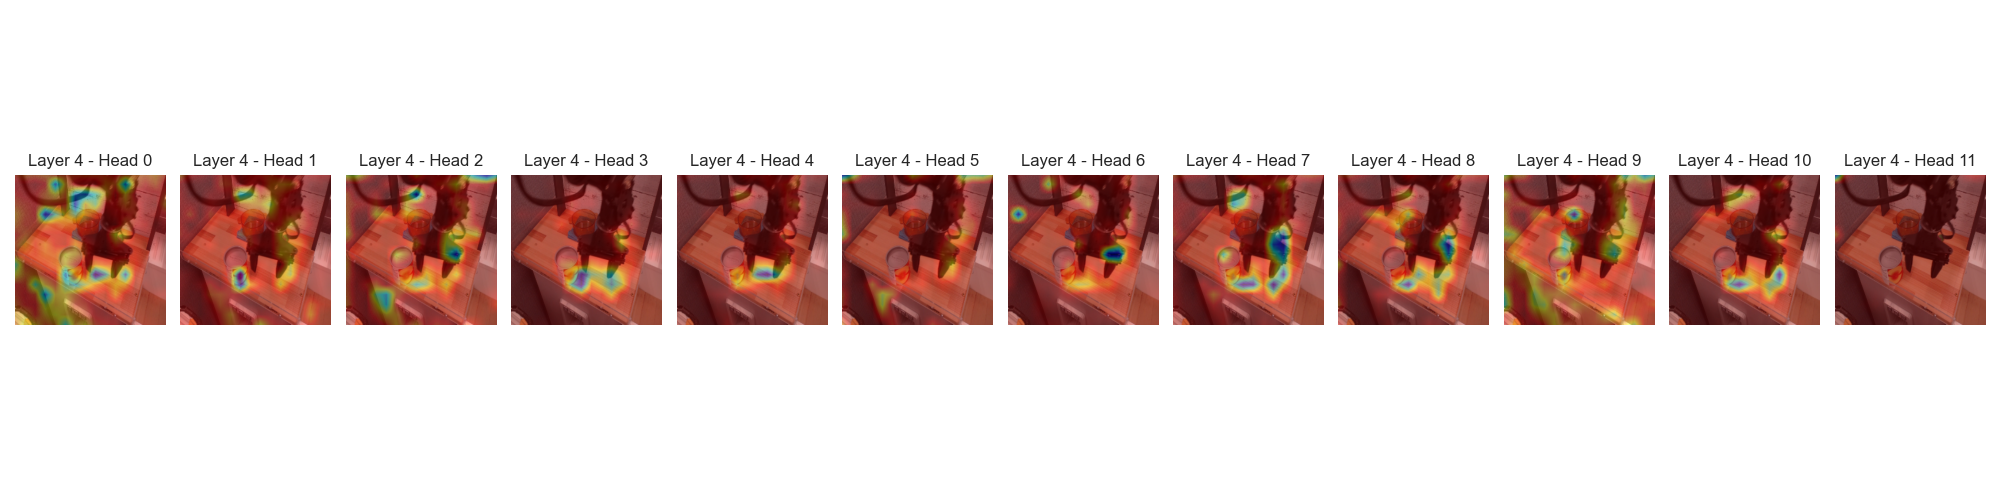 Layer 4 - Head 0
Layer 4 - Head 1
Layer 4 - Head 2
Layer 4 - Head 3
Layer 4 - Head 4
Layer 4 - Head 5
Layer 4 - Head 6
Layer 4 - Head 7
Layer 4 - Head 8
Layer 4 - Head 9
Layer 4 - Head 10
Layer 4 - Head 11